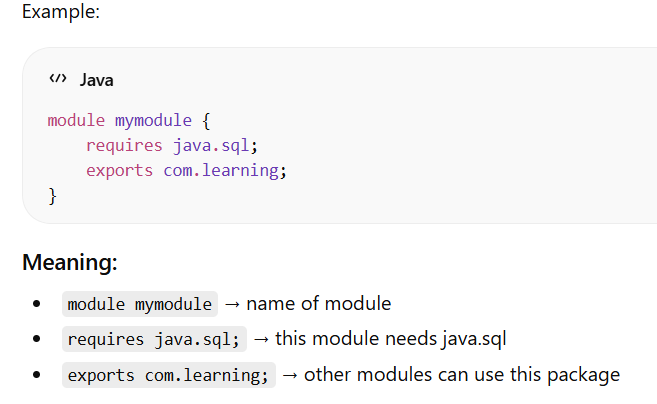 Example:
</> Java
module mymodule {
requires java.sql;
exports com.learning;
}
Meaning:
• module mymodule → name of module
• requires java.sql; → this module needs java.sql
• exports com.learning; → other modules can use this package